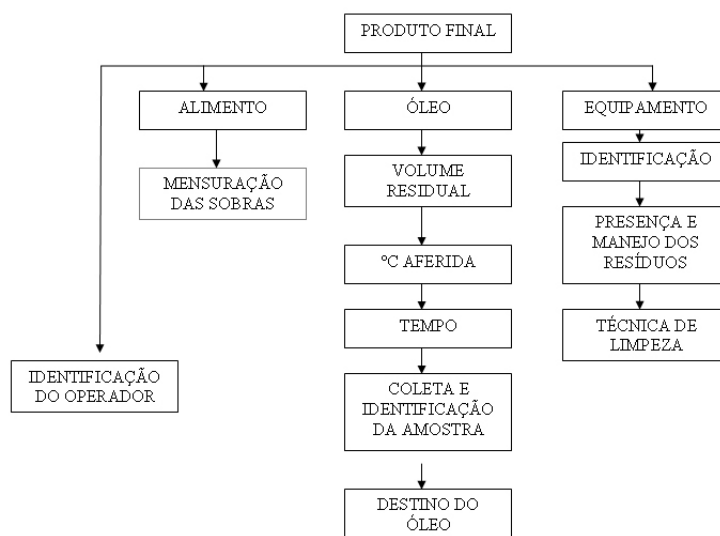 PRODUTO FINAL
ALIMENTO
ÓLEO
EQUIPAMENTO
MENSURAÇÃO
DAS SOBRAS
VOLUME
RESIDUAL
IDENTIFICAÇÃO
PRESENÇA E
MANEJO DOS
RESÍDUOS
ºC AFERIDA
TEMPO
TÉCNICA DE
LIMPEZA
IDENTIFICAÇÃO
DO OPERADOR
COLETA E
IDENTIFICAÇÃO
DA AMOSTRA
DESTINO DO
ÓLEO